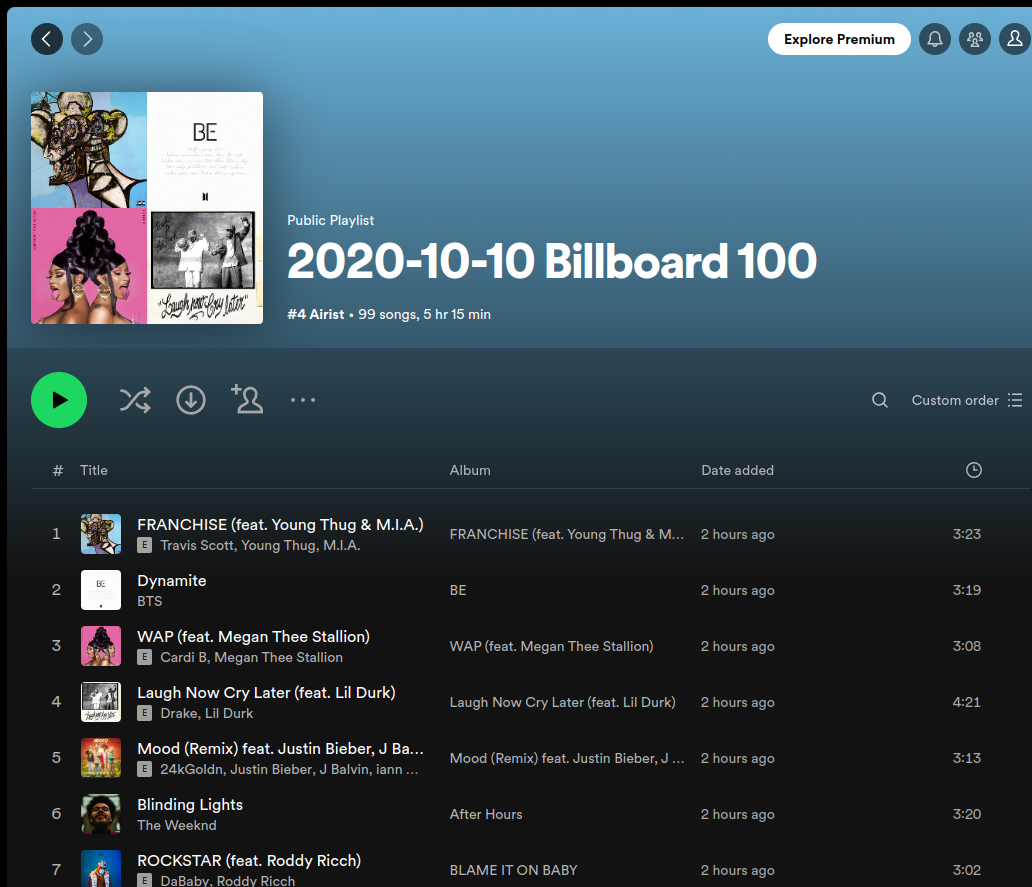 Explore Premium
BE
"Laugh now Cry later"
Public Playlist
2020-10-10 Billboard 100
#4 Airist • 99 songs, 5 hr 15 min
Custom order
# Title Album Date added
1 FRANCHISE (feat. Young Thug & M.I.A.) FRANCHISE (feat. Young Thug & M... 2 hours ago 3:23
E Travis Scott, Young Thug, M.I.A.
BE
2 Dynamite BE 2 hours ago 3:19
BTS
3 WAP (feat. Megan Thee Stallion) WAP (feat. Megan Thee Stallion) 2 hours ago 3:08
E Cardi B, Megan Thee Stallion
4 Laugh Now Cry Later (feat. Lil Durk) Laugh Now Cry Later (feat. Lil Durk) 2 hours ago 4:21
E Drake, Lil Durk
5 Mood (Remix) feat. Justin Bieber, J Ba... Mood (Remix) feat. Justin Bieber, J ... 2 hours ago 3:13
E 24kGoldn, Justin Bieber, J Balvin, iann ...
6 Blinding Lights After Hours 2 hours ago 3:20
The Weeknd
7 ROCKSTAR (feat. Roddy Ricch) BLAME IT ON BABY 2 hours ago 3:02
E DaBaby, Roddy Ricch